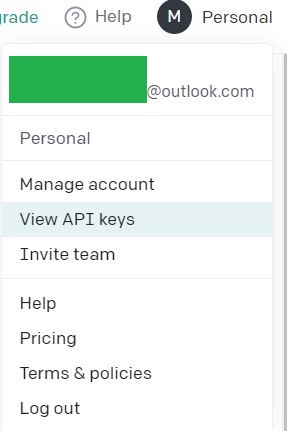 grade Help M Personal
@outlook.com
Personal
Manage account
View API keys
Invite team
Help
Pricing
Terms & policies
Log out